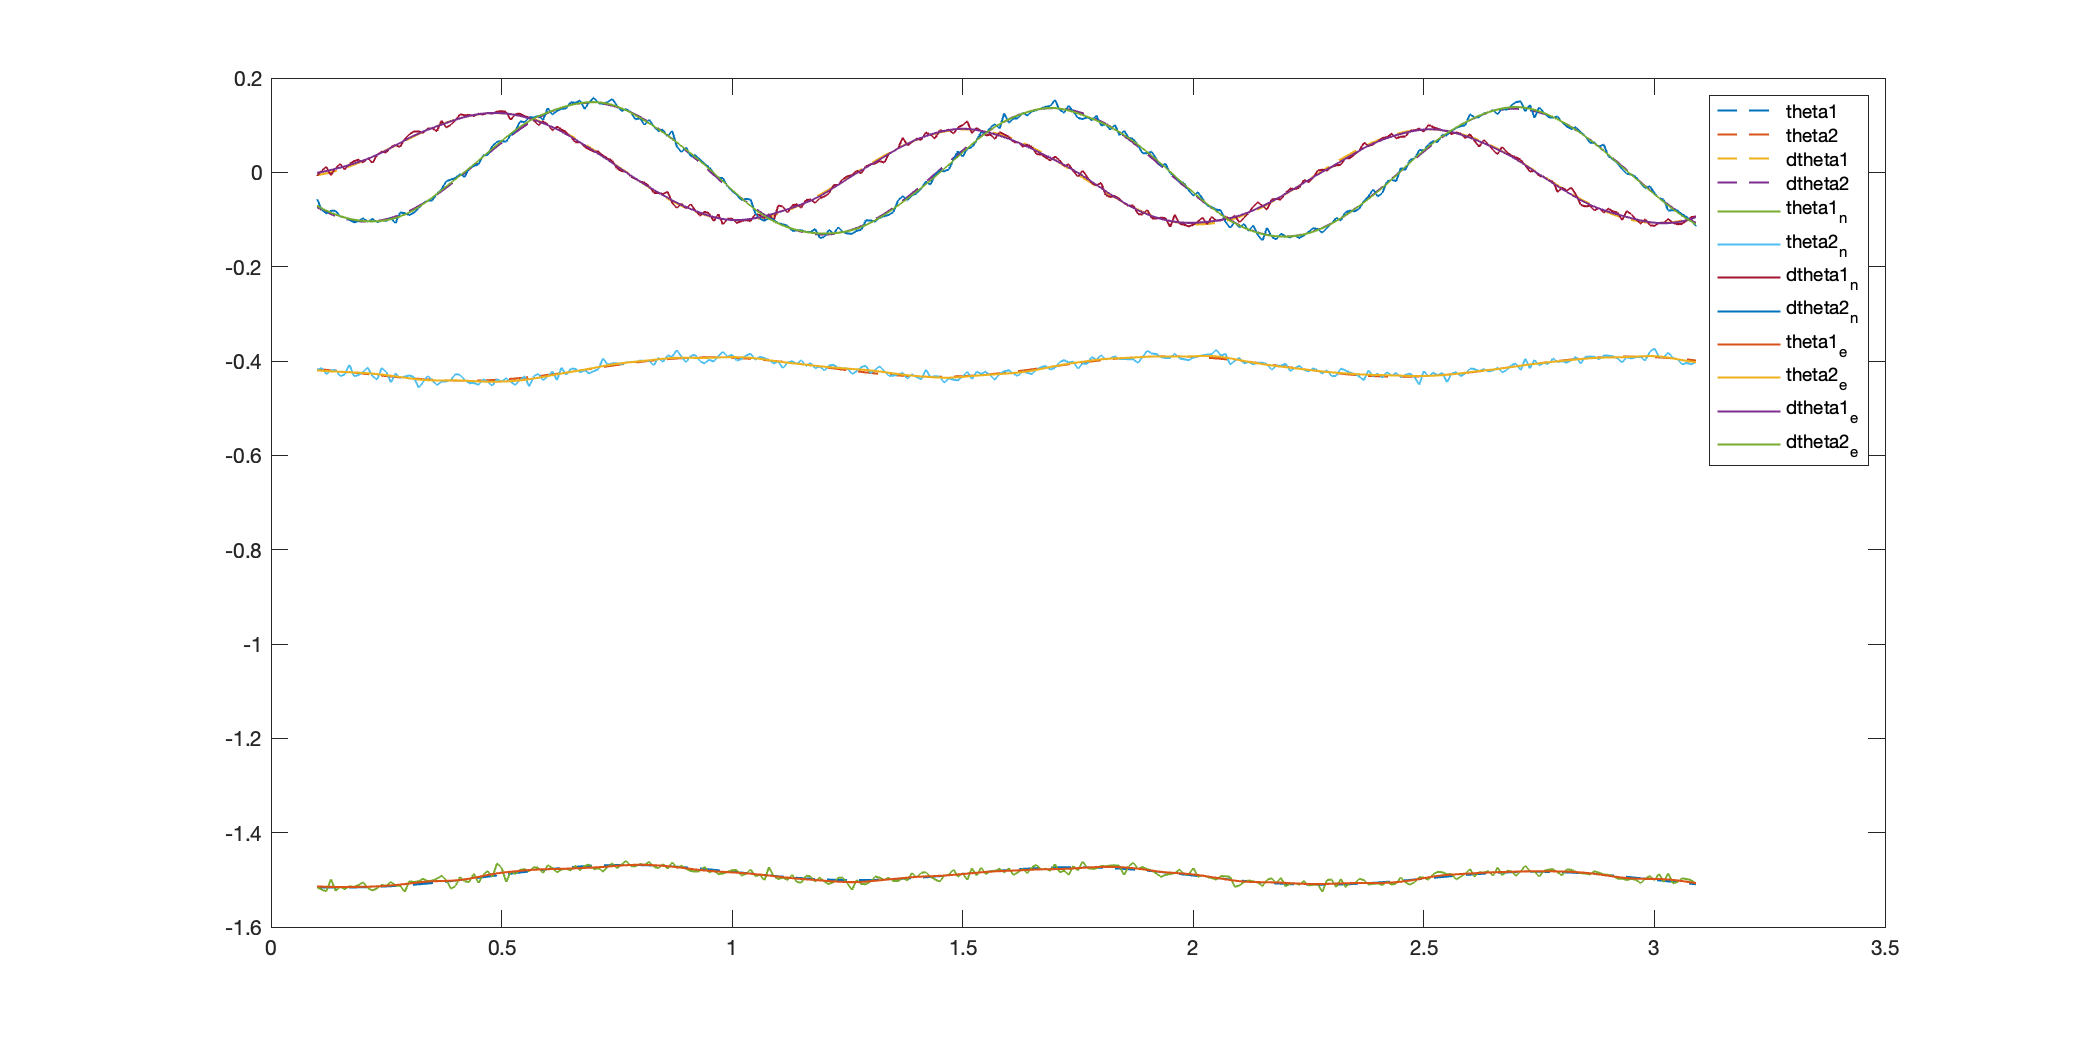 0.2
0
-0.2
-0.4
-0.6
-0.8
-1
-1.2
-1.4
-1.6
0 0.5 1 1.5 2 2.5 3 3.5
theta1
theta2
dtheta1
dtheta2
theta1n
theta2n
dtheta1n
dtheta2n
theta1e
theta2e
dtheta1e
dtheta2e